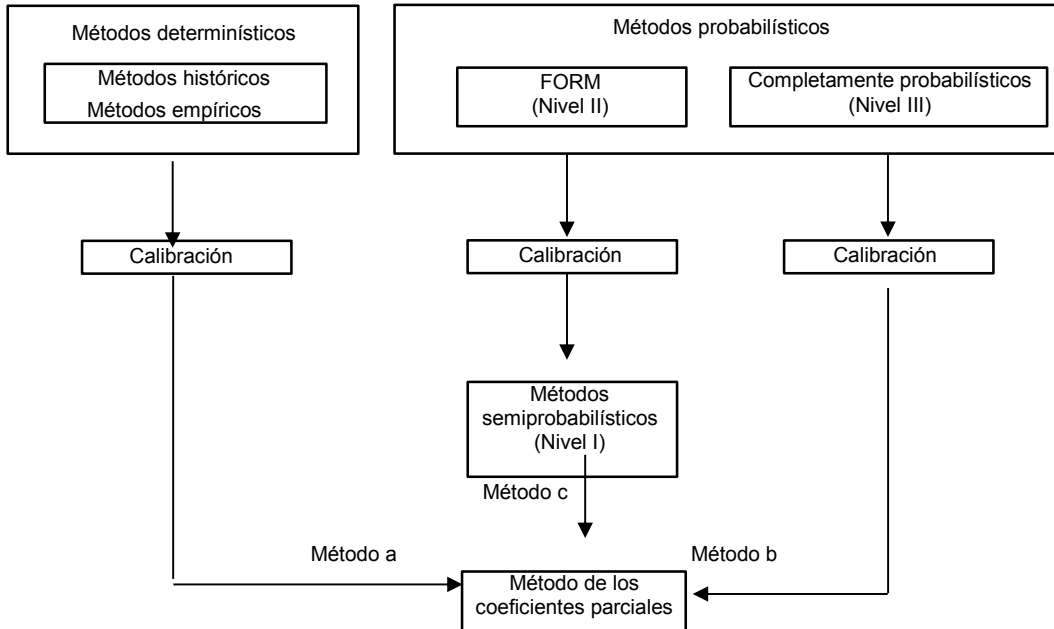 Métodos determinísticos
Métodos históricos
Métodos empíricos
Métodos probabilísticos
FORM
(Nivel II)
Completamente probabilísticos
(Nivel III)
Calibración
Calibración
Calibración
Métodos
semiprobabilísticos
(Nivel I)
Método c
Método a
Método b
Método de los
coeficientes parciales